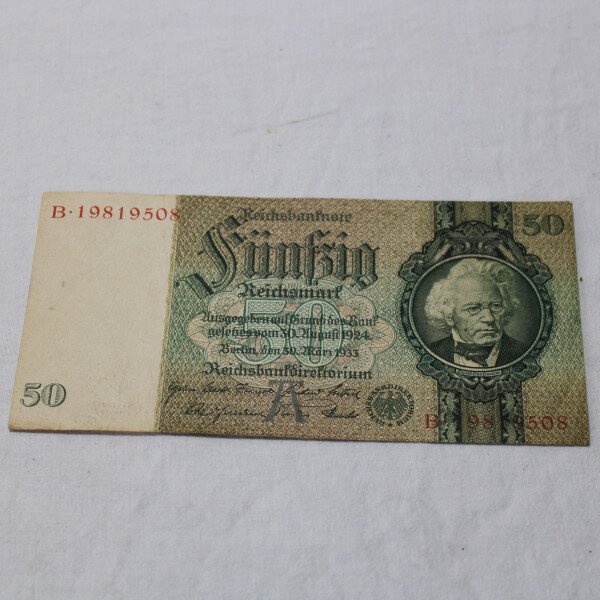 B·19819508
Reichsbanknote
50
Fünfzig
Reichsmark
Ausgegeben auf Grund des Bank-
gesetzes vom 30. August 1924
Berlin, den 30. März 1933
Reichsbankdirektorium
50
B·19819508